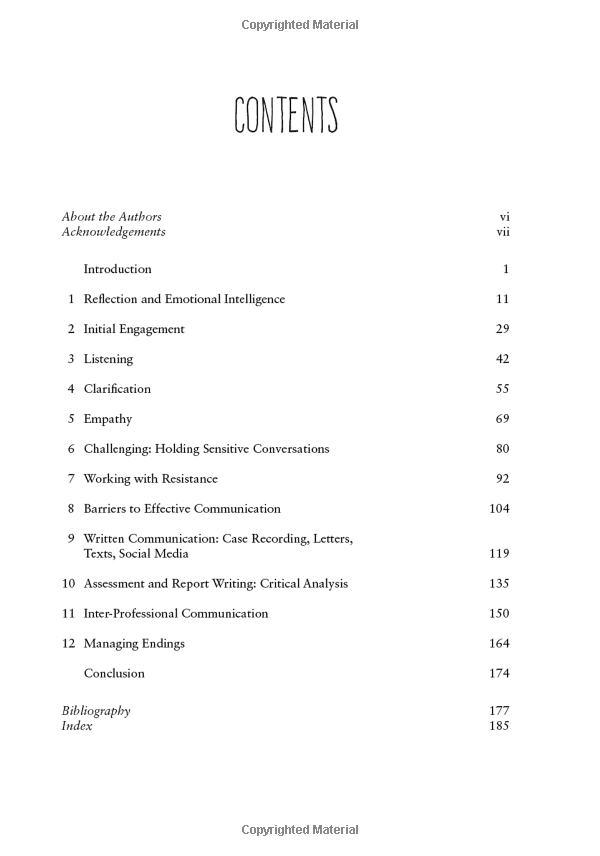 Copyrighted Material
CONTENTS
About the Authors vi
Acknowledgements vii
Introduction 1
1 Reflection and Emotional Intelligence 11
2 Initial Engagement 29
3 Listening 42
4 Clarification 55
5 Empathy 69
6 Challenging: Holding Sensitive Conversations 80
7 Working with Resistance 92
8 Barriers to Effective Communication 104
9 Written Communication: Case Recording, Letters,
Texts, Social Media 119
10 Assessment and Report Writing: Critical Analysis 135
11 Inter-Professional Communication 150
12 Managing Endings 164
Conclusion 174
Bibliography 177
Index 185
Copyrighted Material